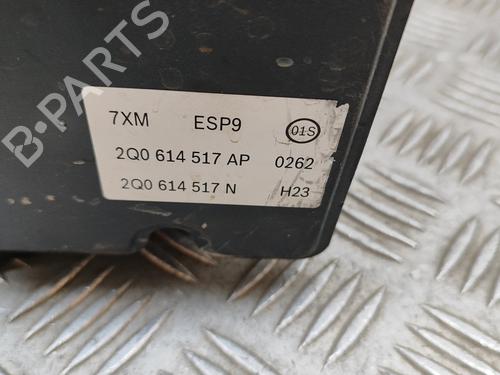 B-PARTS
7XM ESP9 01S
2Q0 614 517 AP 0262
2Q0 614 517 N H23